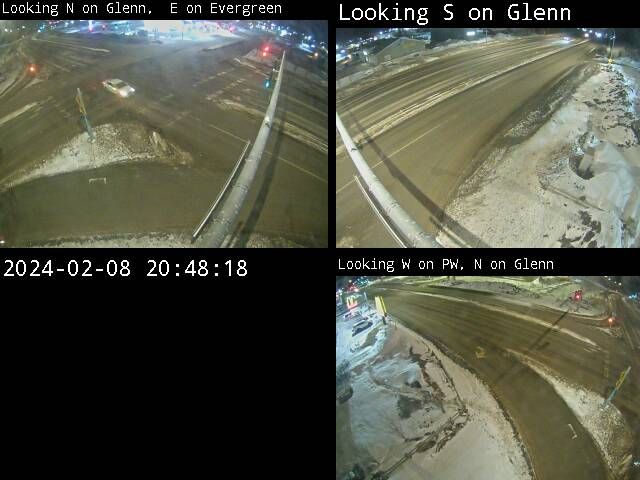 Looking N on Glenn,  E on Evergreen
Looking S on Glenn
2024-02-08 20:48:18
Looking W on PW, N on Glenn